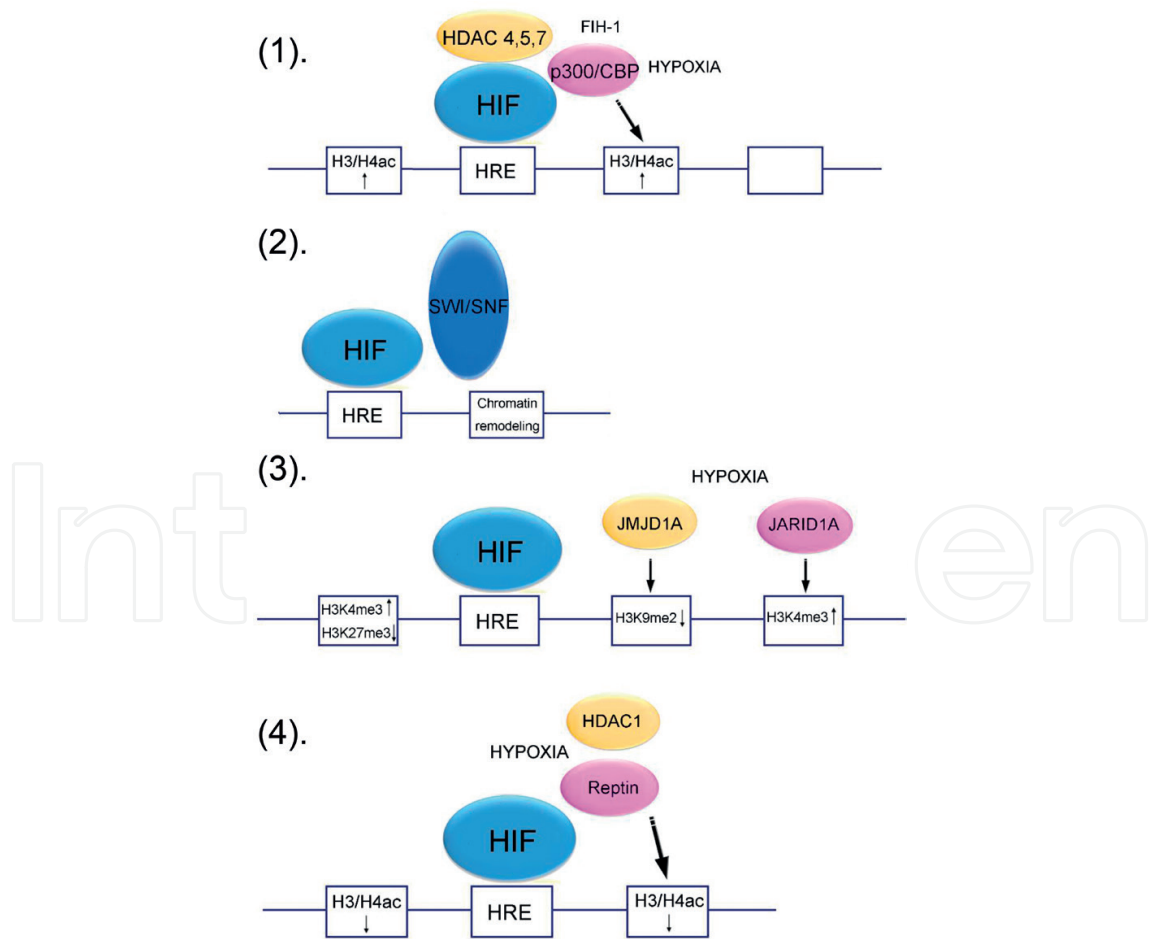 (1).
HDAC 4,5,7
FIH-1
p300/CBP
HYPOXIA
HIF
H3/H4ac
↑
HRE
H3/H4ac
↑
(2).
SWI/SNF
HIF
HRE
Chromatin
remodeling
(3).
HYPOXIA
JMJD1A
JARID1A
HIF
H3K4me3↑
H3K27me3↓
HRE
H3K9me2↓
H3K4me3↑
(4).
HDAC1
HYPOXIA
Reptin
HIF
H3/H4ac
↓
HRE
H3/H4ac
↓
Int
en